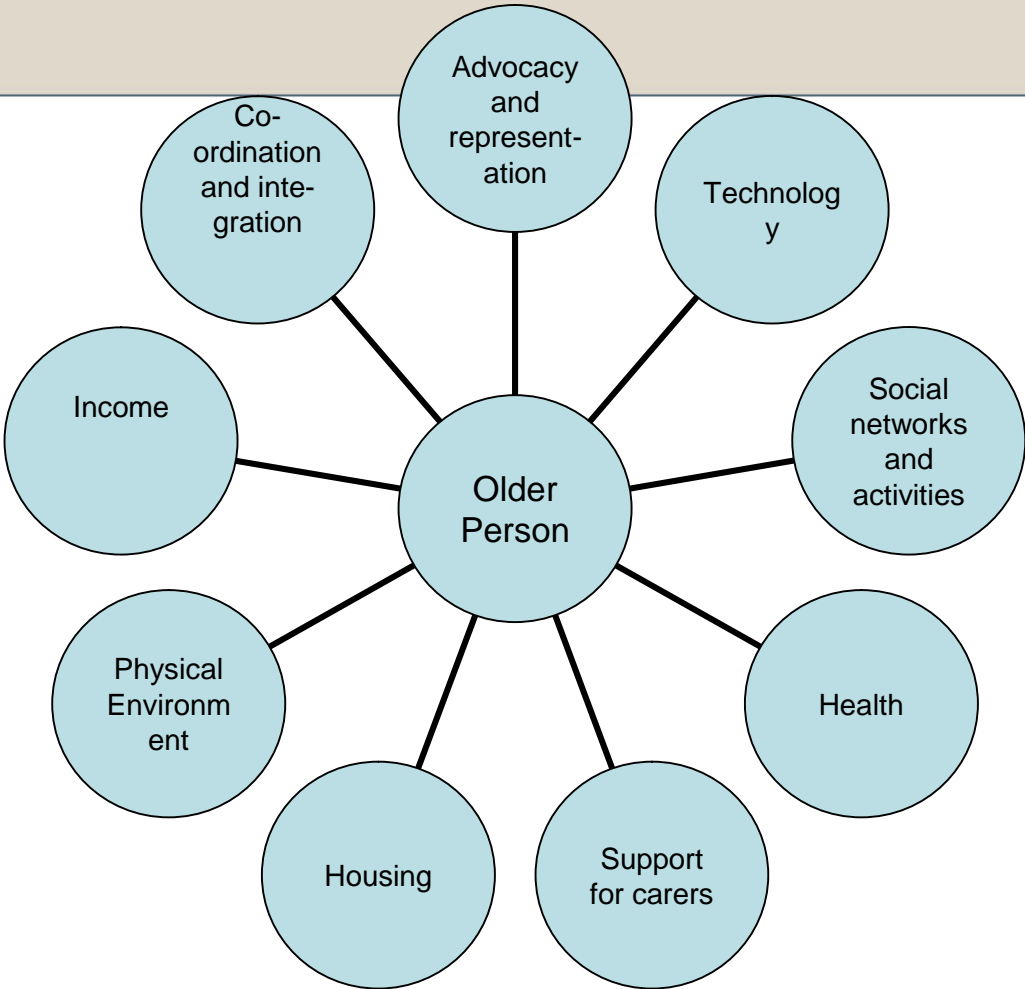 Advocacy
and
represent-
ation
Co-
ordination
and inte-
gration
Technolog
y
Income
Social
networks
and
activities
Older
Person
Physical
Environm
ent
Health
Housing
Support
for carers